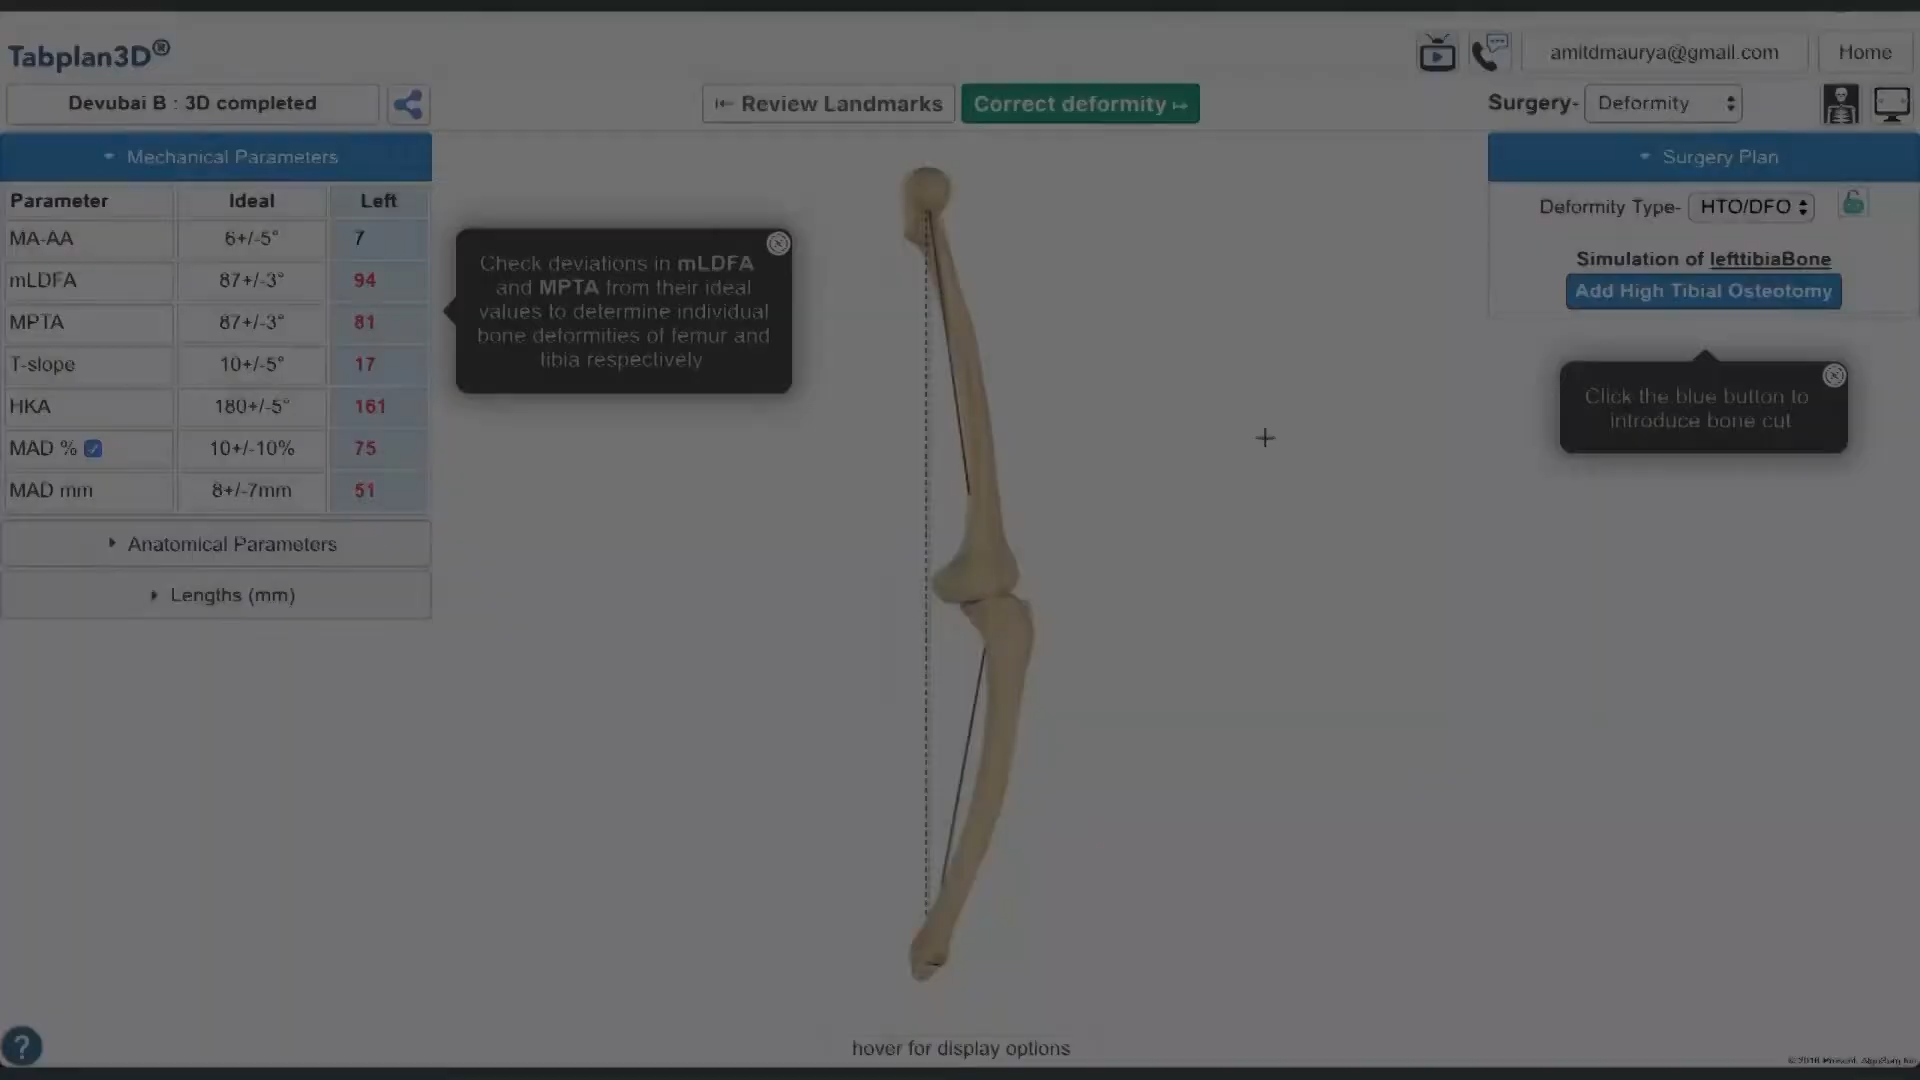 Tabplan3D®
amitdmaurya@gmail.com
Home
Devubai B : 3D completed
Review Landmarks
Correct deformity
Surgery-
Deformity
Mechanical Parameters
Parameter Ideal Left
MA-AA 6+/-5° 7
mLDFA 87+/-3° 94
MPTA 87+/-3° 81
T-slope 10+/-5° 17
HKA 180+/-5° 161
MAD % 10+/-10% 75
MAD mm 8+/-7mm 51
Anatomical Parameters
Lengths (mm)
Check deviations in mLDFA
and MPTA from their ideal
values to determine individual
bone deformities of femur and
tibia respectively
Surgery Plan
Deformity Type- HTO/DFO
Simulation of lefttibiaBone
Add High Tibial Osteotomy
Click the blue button to
introduce bone cut
?
hover for display options